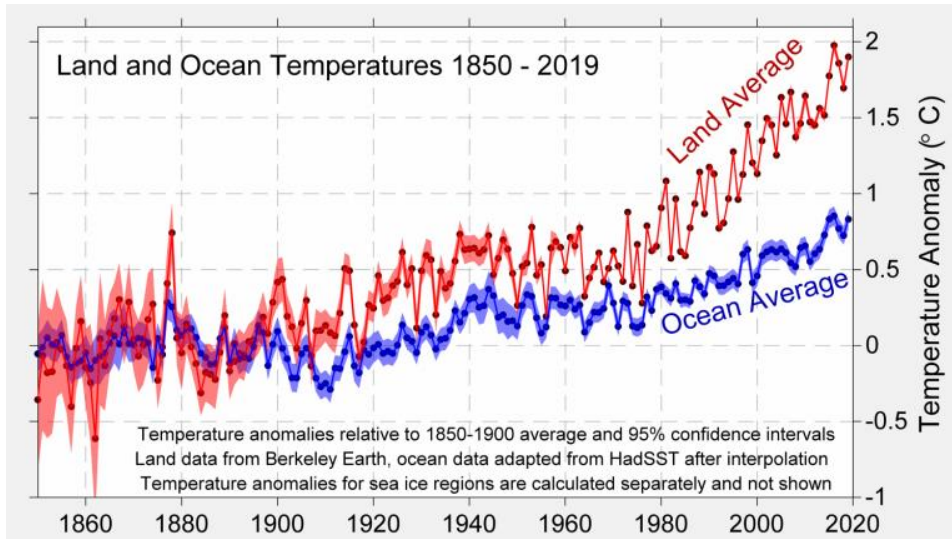 Land and Ocean Temperatures 1850 - 2019
Land Average
Ocean Average
Temperature anomalies relative to 1850-1900 average and 95% confidence intervals
Land data from Berkeley Earth, ocean data adapted from HadSST after interpolation
Temperature anomalies for sea ice regions are calculated separately and not shown
2
1.5
1
0.5
0
-0.5
-1
Temperature Anomaly (° C)
1860 1880 1900 1920 1940 1960 1980 2000 2020